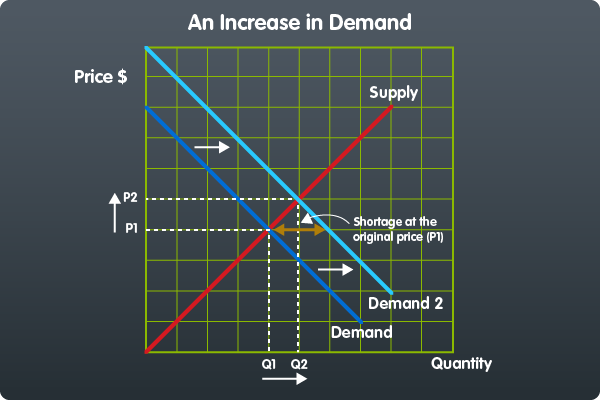 An Increase in Demand
Price $
Supply
P2
P1
Shortage at the
original price (P1)
Demand 2
Demand
Q1
Q2
Quantity